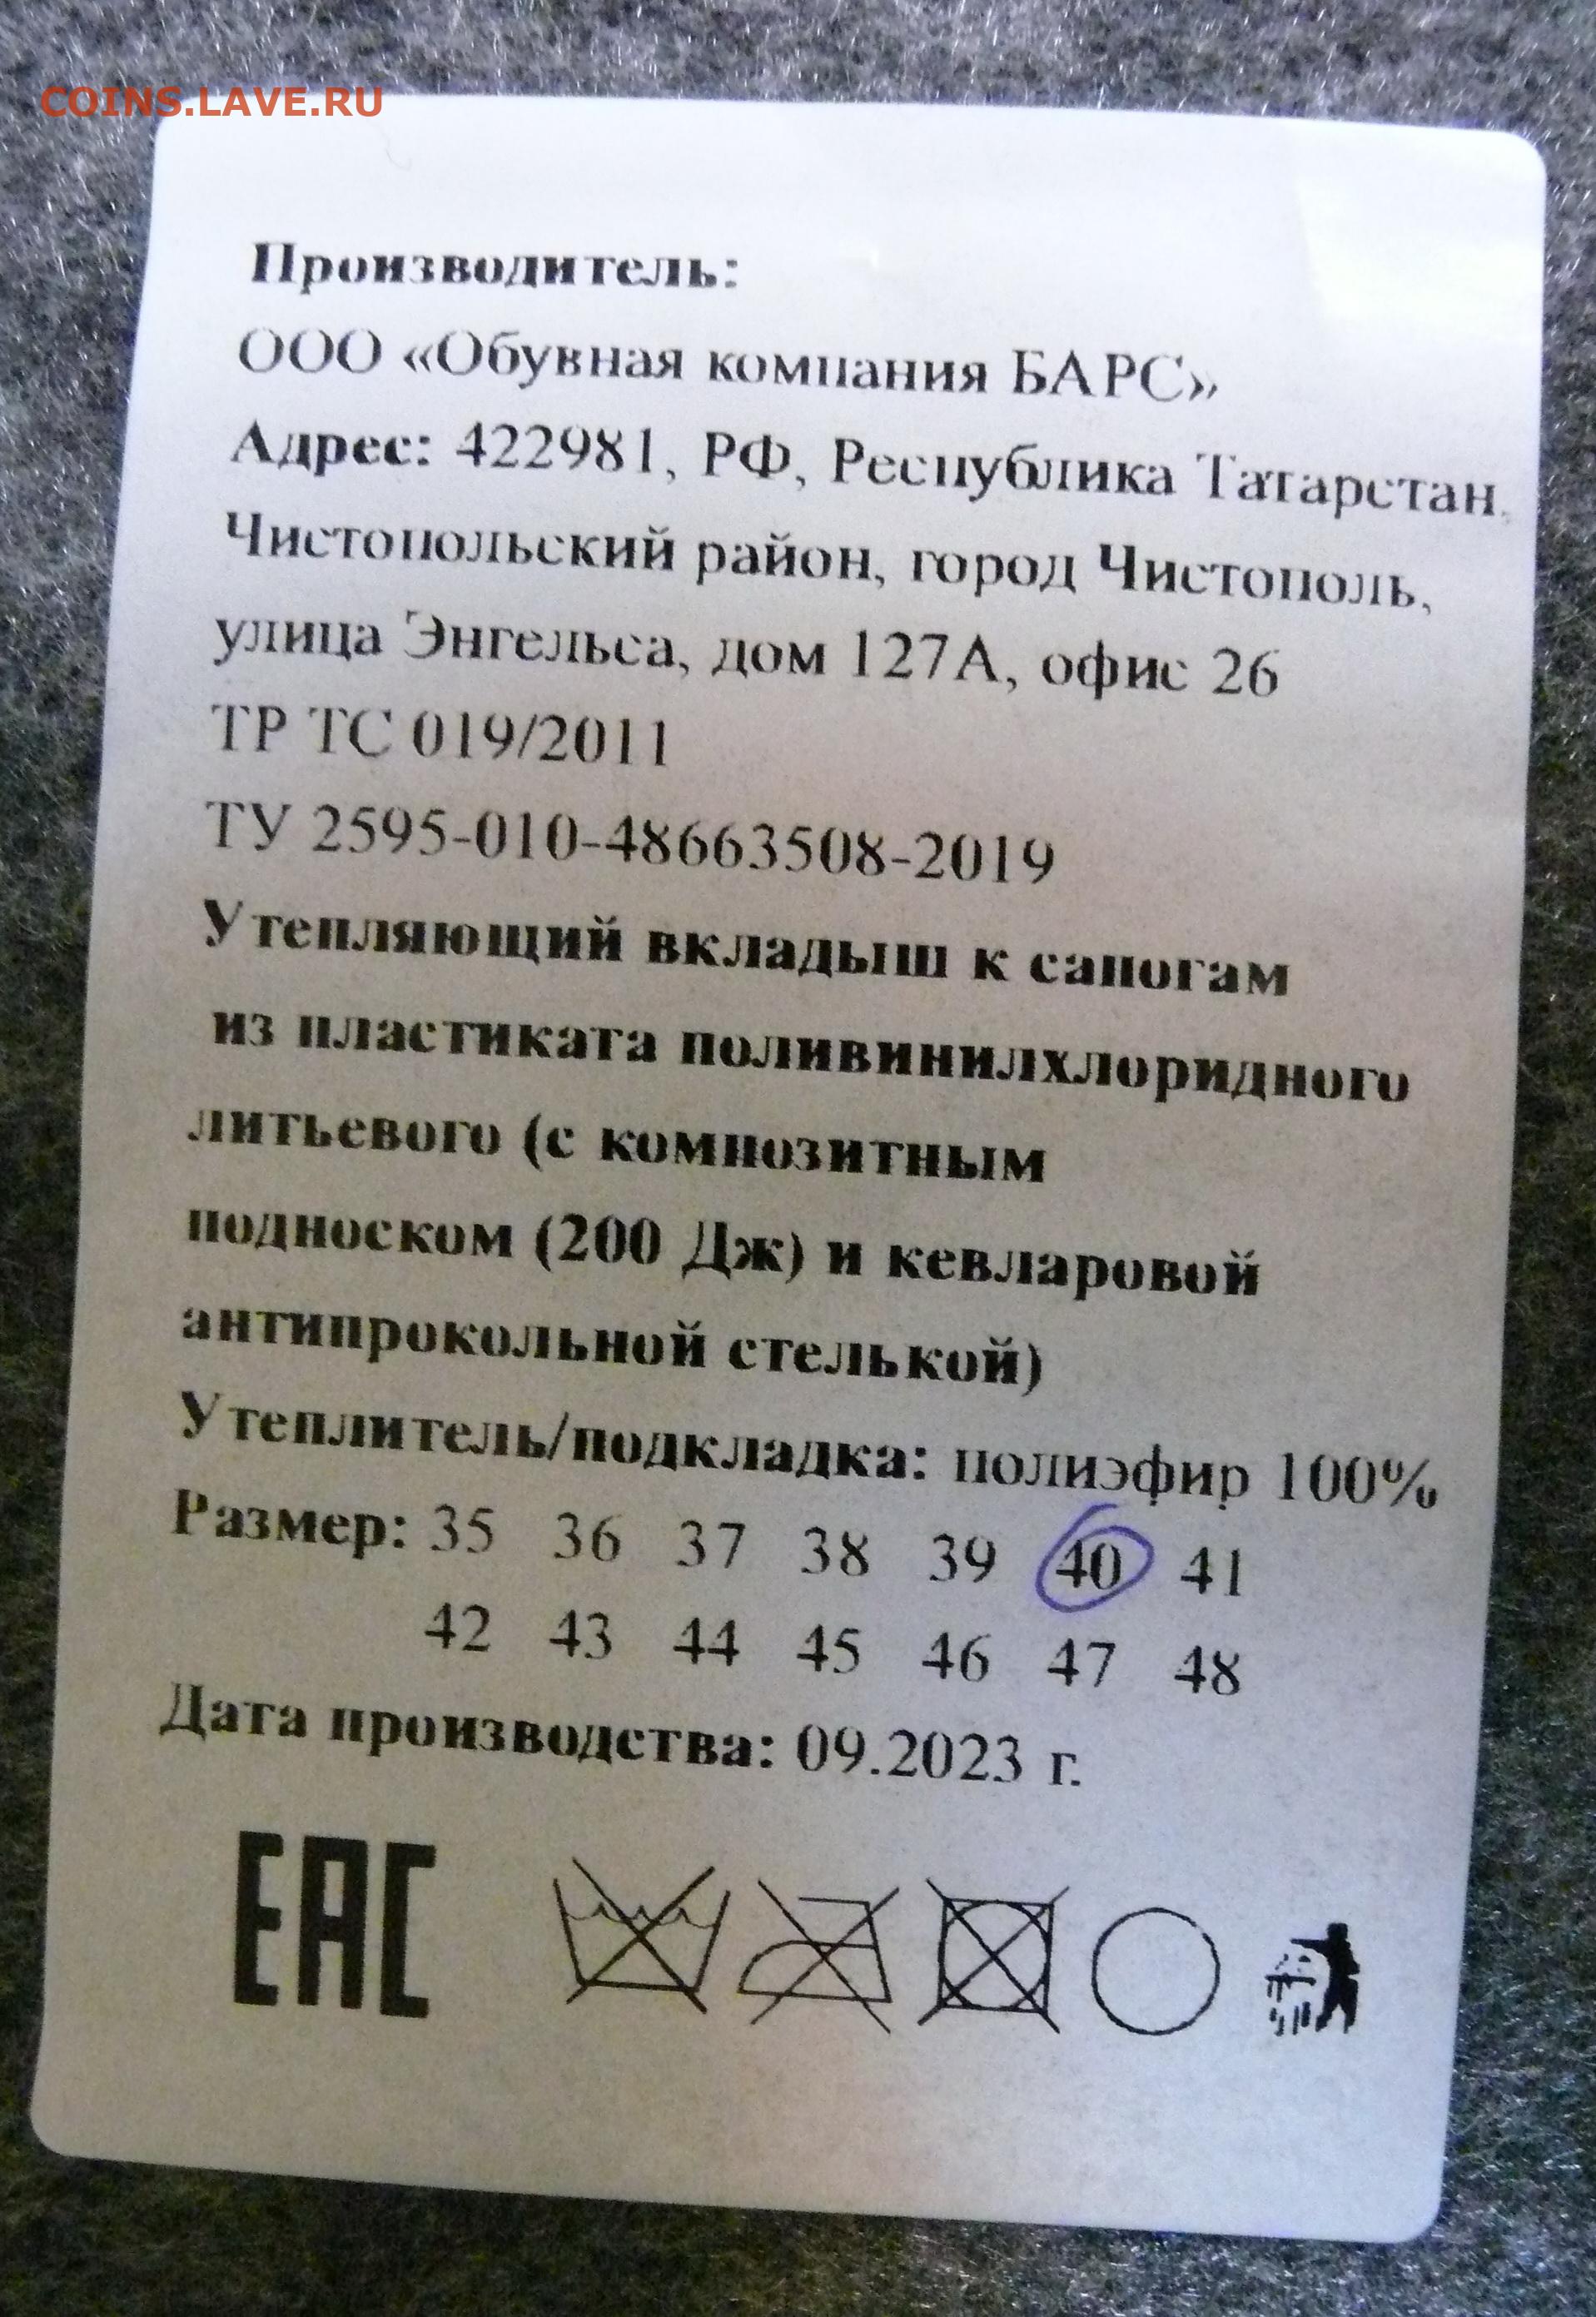 COINS.LAVE.RU
Производитель:
ООО «Обувная компания БАРС»
Адрес: 422981, РФ, Республика Татарстан,
Чистопольский район, город Чистополь,
улица Энгельса, дом 127А, офис 26
ТР ТС 019/2011
ТУ 2595-010-48663508-2019
Утепляющий вкладыш к сапогам
из пластиката поливинилхлоридного
литьевого (с композитным
подноском (200 Дж) и кевларовой
антипрокольной стелькой)
Утеплитель/подкладка: полиэфир 100%
Размер: 35 36 37 38 39 40 41
42 43 44 45 46 47 48
Дата производства: 09.2023 г.
ЕАС